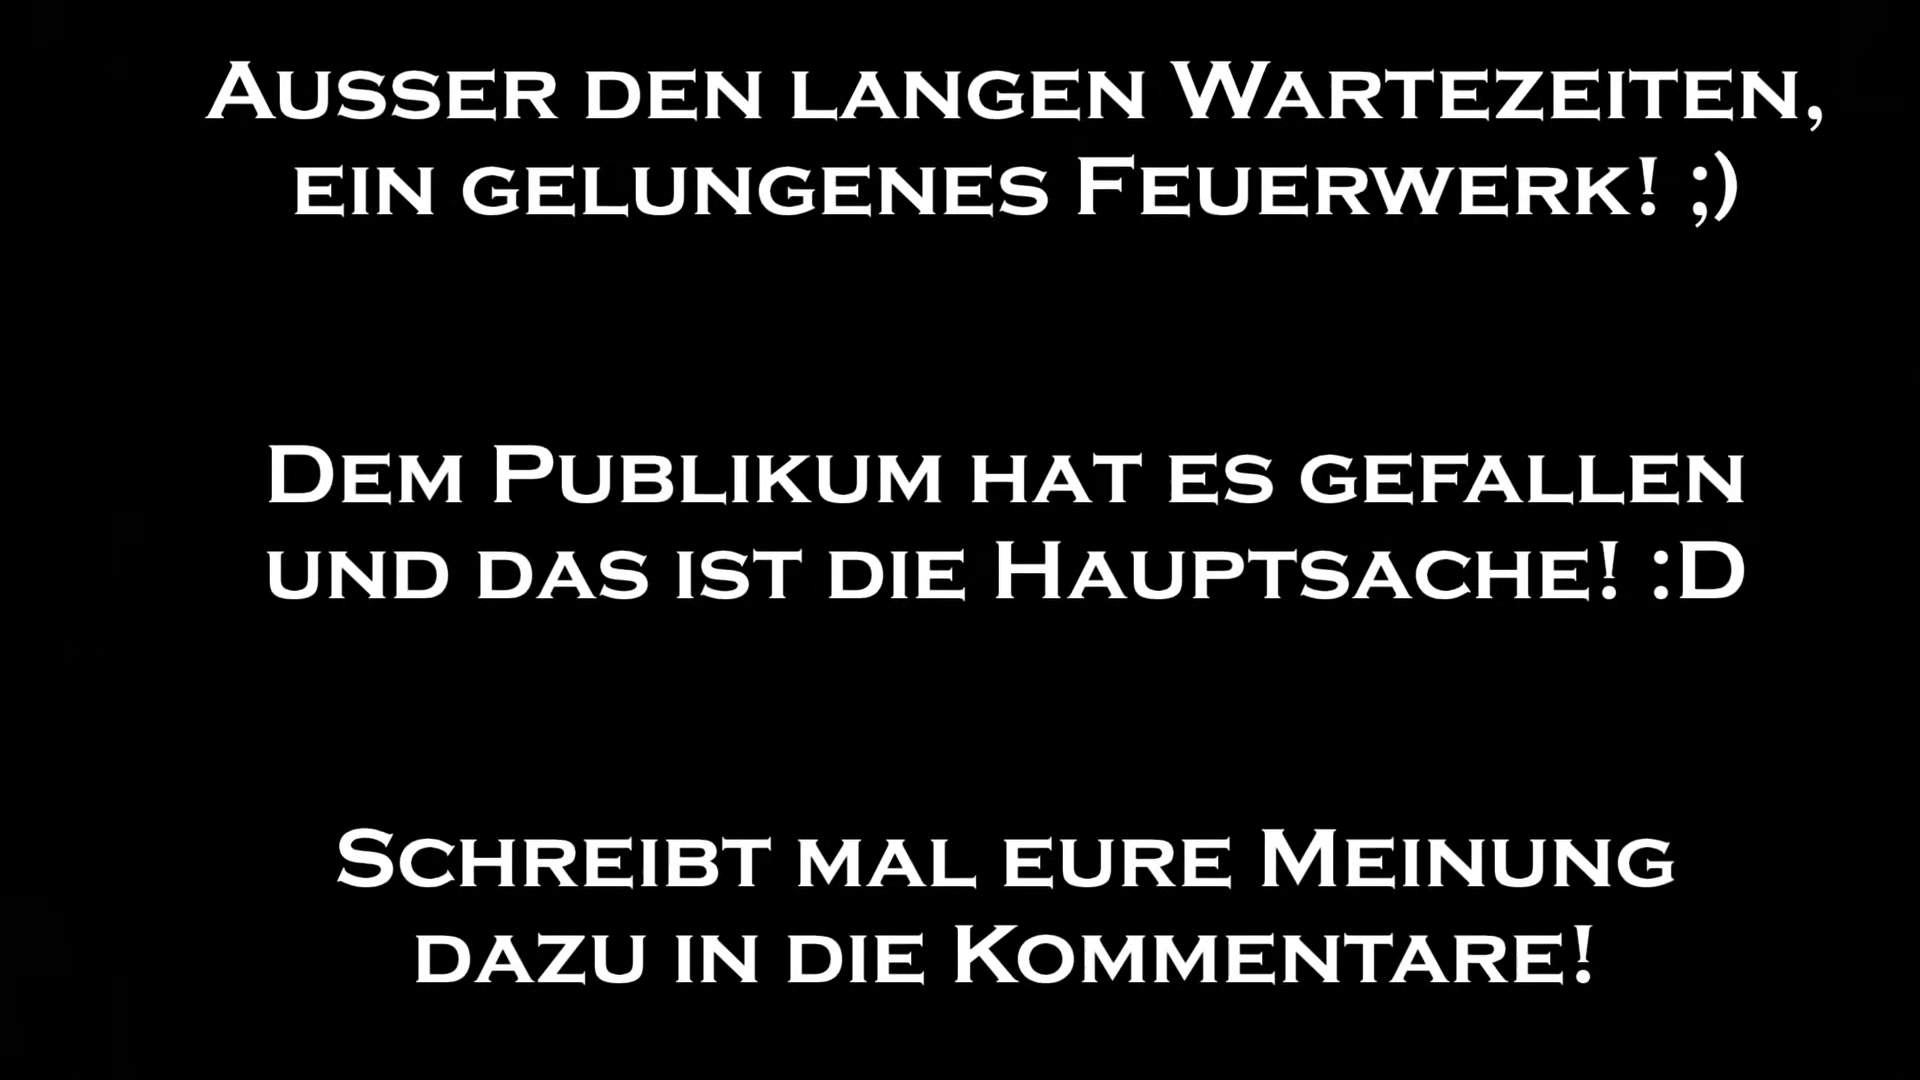 Ausser den langen Wartezeiten,
ein gelungenes Feuerwerk! ;)
Dem Publikum hat es gefallen
und das ist die Hauptsache! :D
Schreibt mal eure Meinung
dazu in die Kommentare!